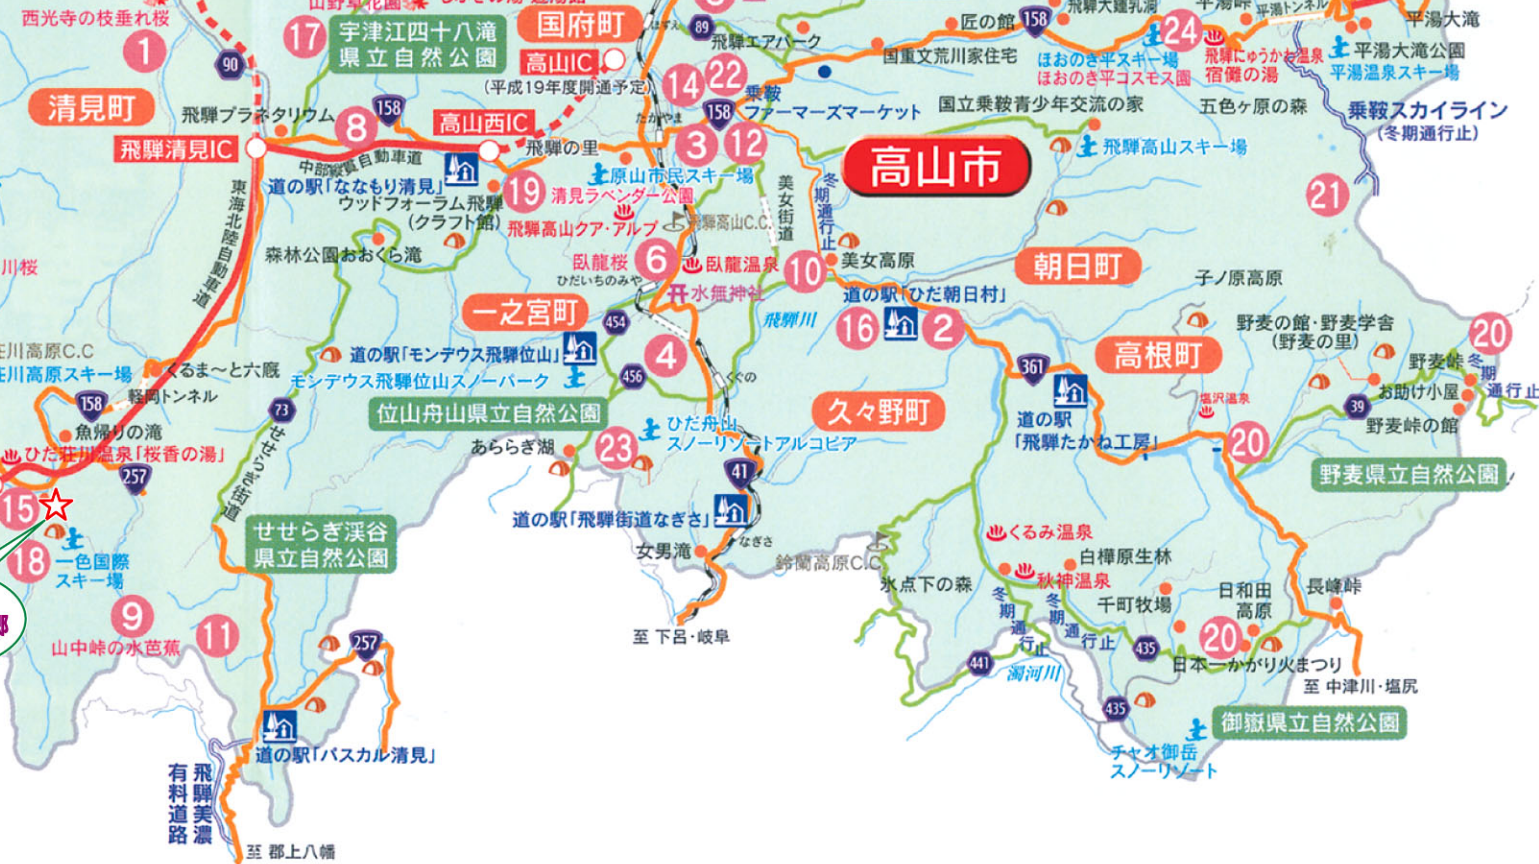 西光寺の枝垂れ桜
1
17
宇津江四十八滝
県立自然公園
国府町
高山IC
(平成19年度開通予定)
90
89
飛騨エアパーク
匠の館
158
国重文荒川家住宅
飛騨大鍾乳洞
平湯峠
平湯トンネル
24
ほおのき平スキー場
ほおのき平コスモス園
飛騨にゅうかわ温泉
宿儺の湯
平湯大滝
平湯大滝公園
平湯温泉スキー場
清見町
飛騨プラネタリウム
飛騨清見IC
8
158
高山西IC
中部縦貫自動車道
飛騨の里
たかやま
14
22
158
3
12
乗鞍
ファーマーズマーケット
国立乗鞍青少年交流の家
五色ヶ原の森
乗鞍スカイライン
(冬期通行止)
高山市
飛騨高山スキー場
21
道の駅「ななもり清見」
ウッドフォーラム飛騨
(クラフト館)
19
清見ラベンダー公園
原山市民スキー場
飛騨高山クア・アルプ
飛騨高山C.C.
美女街道
冬期通行止
東海北陸自動車道
森林公園おおくら滝
臥龍桜
6
臥龍温泉
ひだいちのみや
水無神社
10
美女高原
朝日町
子ノ原高原
川桜
一之宮町
454
飛騨川
道の駅「ひだ朝日村」
16
2
361
高根町
野麦の館・野麦学舎
(野麦の里)
20
野麦峠
冬期通行止
お助け小屋
39
野麦峠の館
荘川高原C.C
荘川高原スキー場
くるま〜と六厩
軽岡トンネル
158
魚帰りの滝
ひだ荘川温泉「桜香の湯」
257
73
せせらぎ街道
道の駅「モンデウス飛騨位山」
モンデウス飛騨位山スノーパーク
456
4
くぐの
位山舟山県立自然公園
久々野町
あららぎ湖
23
ひだ舟山
スノーリゾートアルコピア
41
道の駅
「飛騨たかね工房」
塩沢温泉
20
野麦県立自然公園
15
18
一色国際
スキー場
せせらぎ渓谷
県立自然公園
道の駅「飛騨街道なぎさ」
女男滝
なぎさ
至 下呂・岐阜
鈴蘭高原C.C
氷点下の森
くるみ温泉
秋神温泉
白樺原生林
千町牧場
日和田
高原
長峰峠
冬期通行止
冬期通行止
441
濁河川
435
20
日本一かがり火まつり
至 中津川・塩尻
435
御嶽県立自然公園
チャオ御岳
スノーリゾート
9
山中峠の水芭蕉
11
257
道の駅「パスカル清見」
飛騨美濃
有料道路
至 郡上八幡